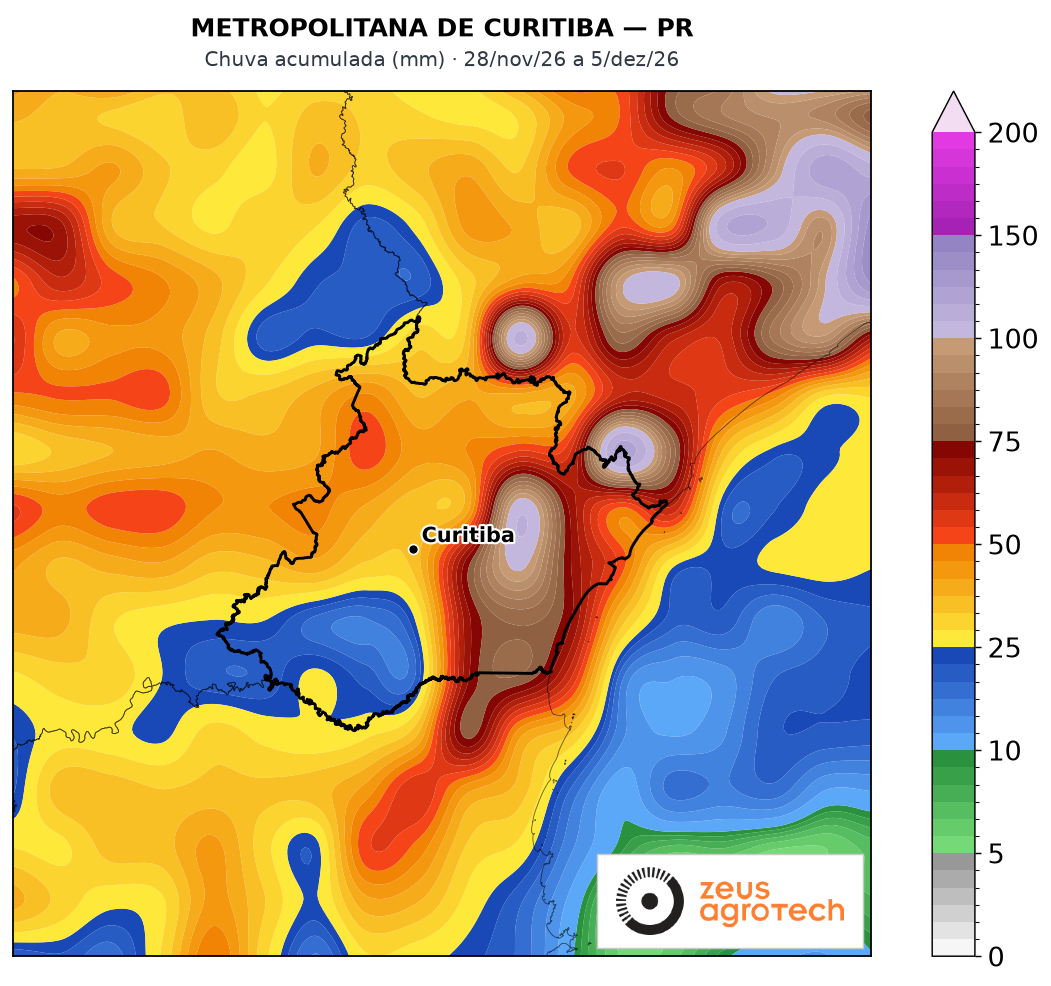 METROPOLITANA DE CURITIBA — PR
Chuva acumulada (mm) · 28/nov/26 a 5/dez/26
200
150
100
75
50
25
10
5
0
Curitiba
zeus
agrotech